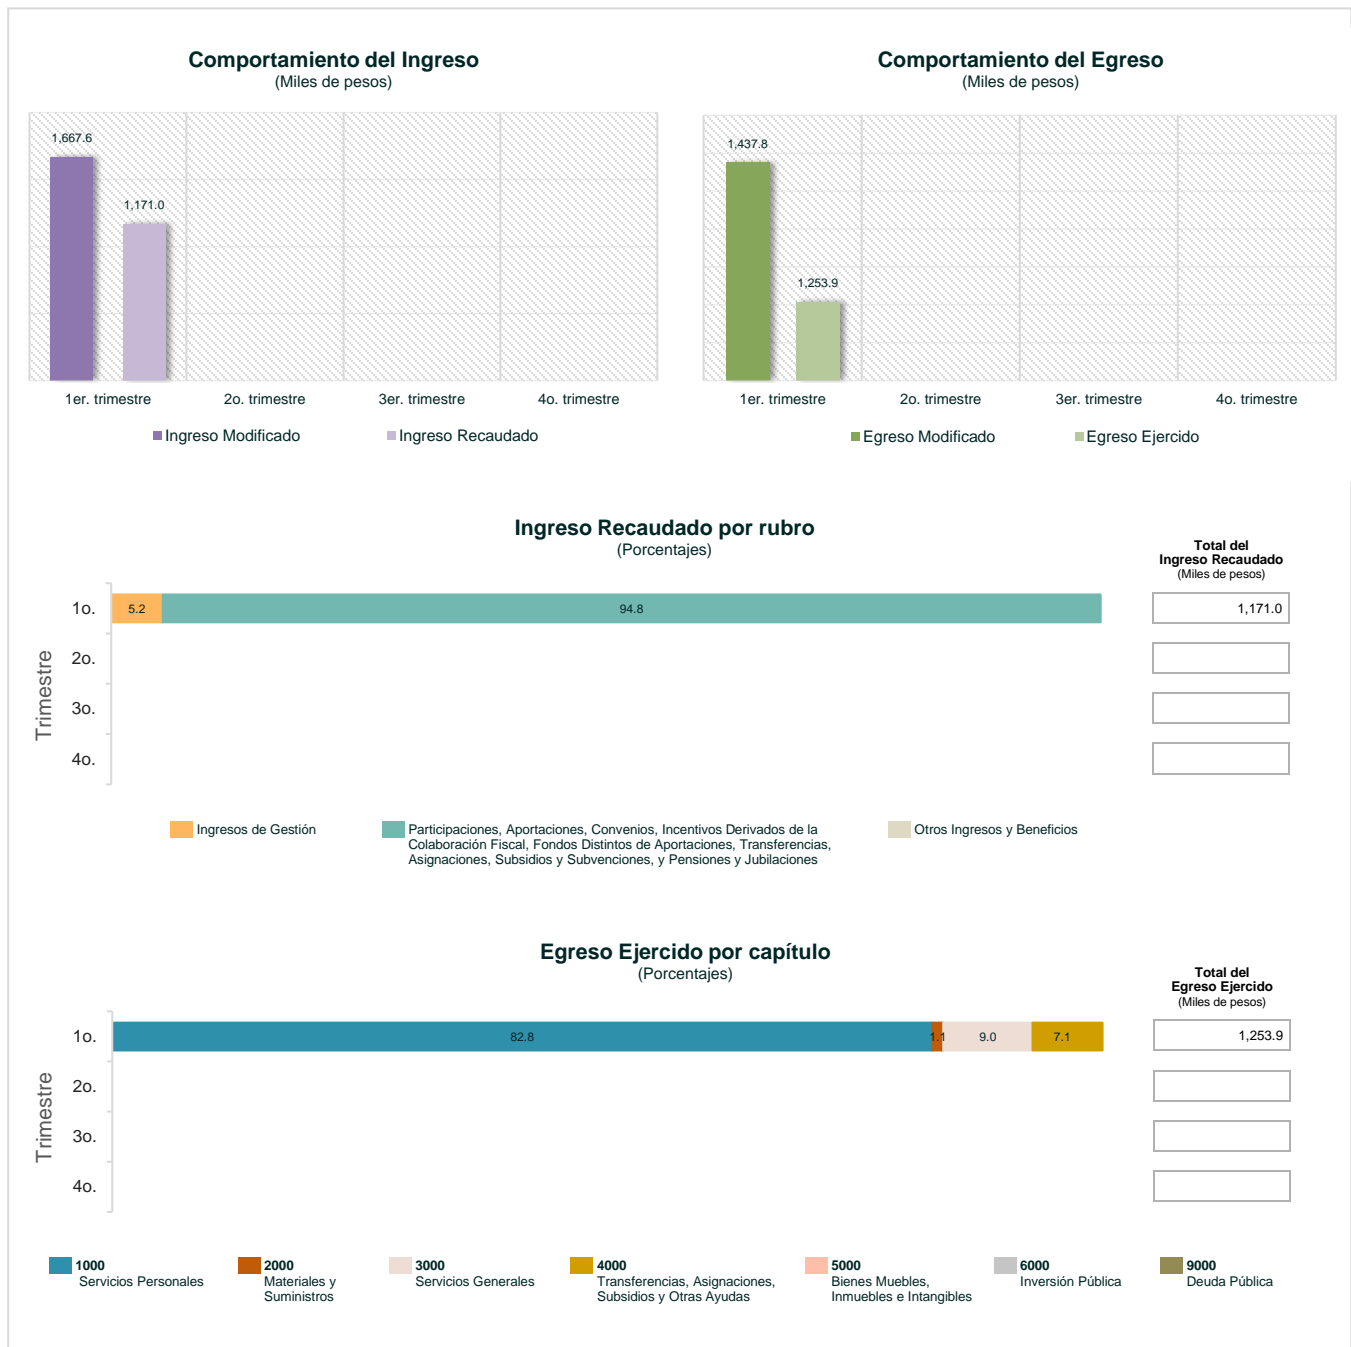 Comportamiento del Ingreso
(Miles de pesos)
1,667.6
1,171.0
1er. trimestre
2o. trimestre
3er. trimestre
4o. trimestre
Ingreso Modificado
Ingreso Recaudado
Comportamiento del Egreso
(Miles de pesos)
1,437.8
1,253.9
1er. trimestre
2o. trimestre
3er. trimestre
4o. trimestre
Egreso Modificado
Egreso Ejercido
Ingreso Recaudado por rubro
(Porcentajes)
Total del
Ingreso Recaudado
(Miles de pesos)
Trimestre
1o.
5.2
94.8
1,171.0
2o.
3o.
4o.
Ingresos de Gestión
Participaciones, Aportaciones, Convenios, Incentivos Derivados de la
Colaboración Fiscal, Fondos Distintos de Aportaciones, Transferencias,
Asignaciones, Subsidios y Subvenciones, y Pensiones y Jubilaciones
Otros Ingresos y Beneficios
Egreso Ejercido por capítulo
(Porcentajes)
Total del
Egreso Ejercido
(Miles de pesos)
Trimestre
1o.
82.8
1.1
9.0
7.1
1,253.9
2o.
3o.
4o.
1000
Servicios Personales
2000
Materiales y
Suministros
3000
Servicios Generales
4000
Transferencias, Asignaciones,
Subsidios y Otras Ayudas
5000
Bienes Muebles,
Inmuebles e Intangibles
6000
Inversión Pública
9000
Deuda Pública